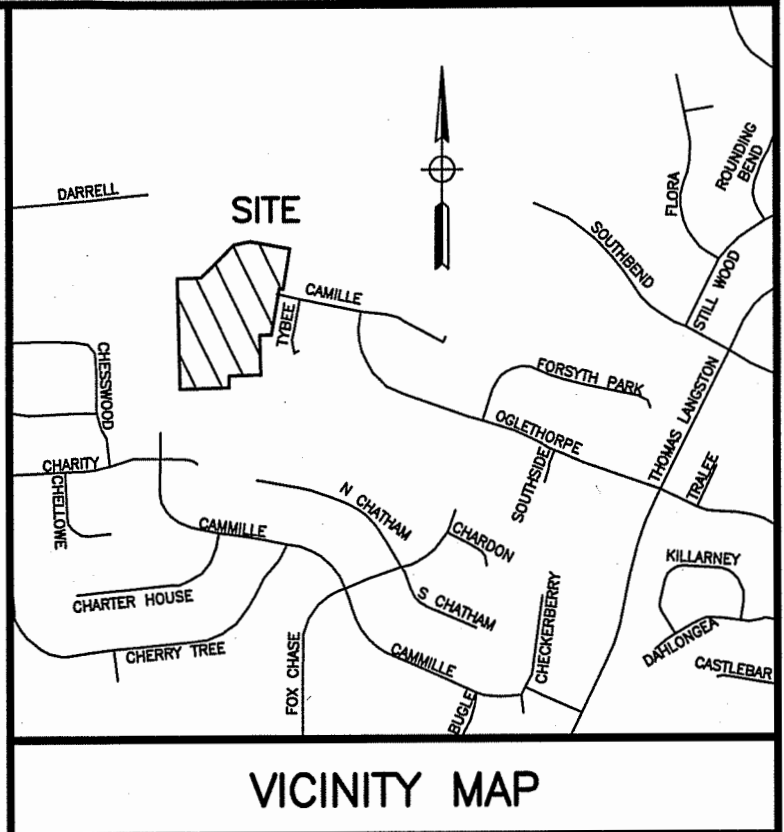 DARRELL
SITE
FLORA
ROUNDING
BEND
SOUTHBEND
STILL WOOD
CAMILLE
TYBEE
CHESSWOOD
FORSYTH PARK
THOMAS LANGSTON
OGLETHORPE
SOUTHSIDE
TRALEE
CHARITY
CHELLOWE
N CHATHAM
CAMMILLE
CHARDON
KILLARNEY
CHARTER HOUSE
S CHATHAM
CHECKERBERRY
DAHLONGEA
CHERRY TREE
CAMMILLE
CASTLEBAR
FOX CHASE
BUGLE
VICINITY MAP